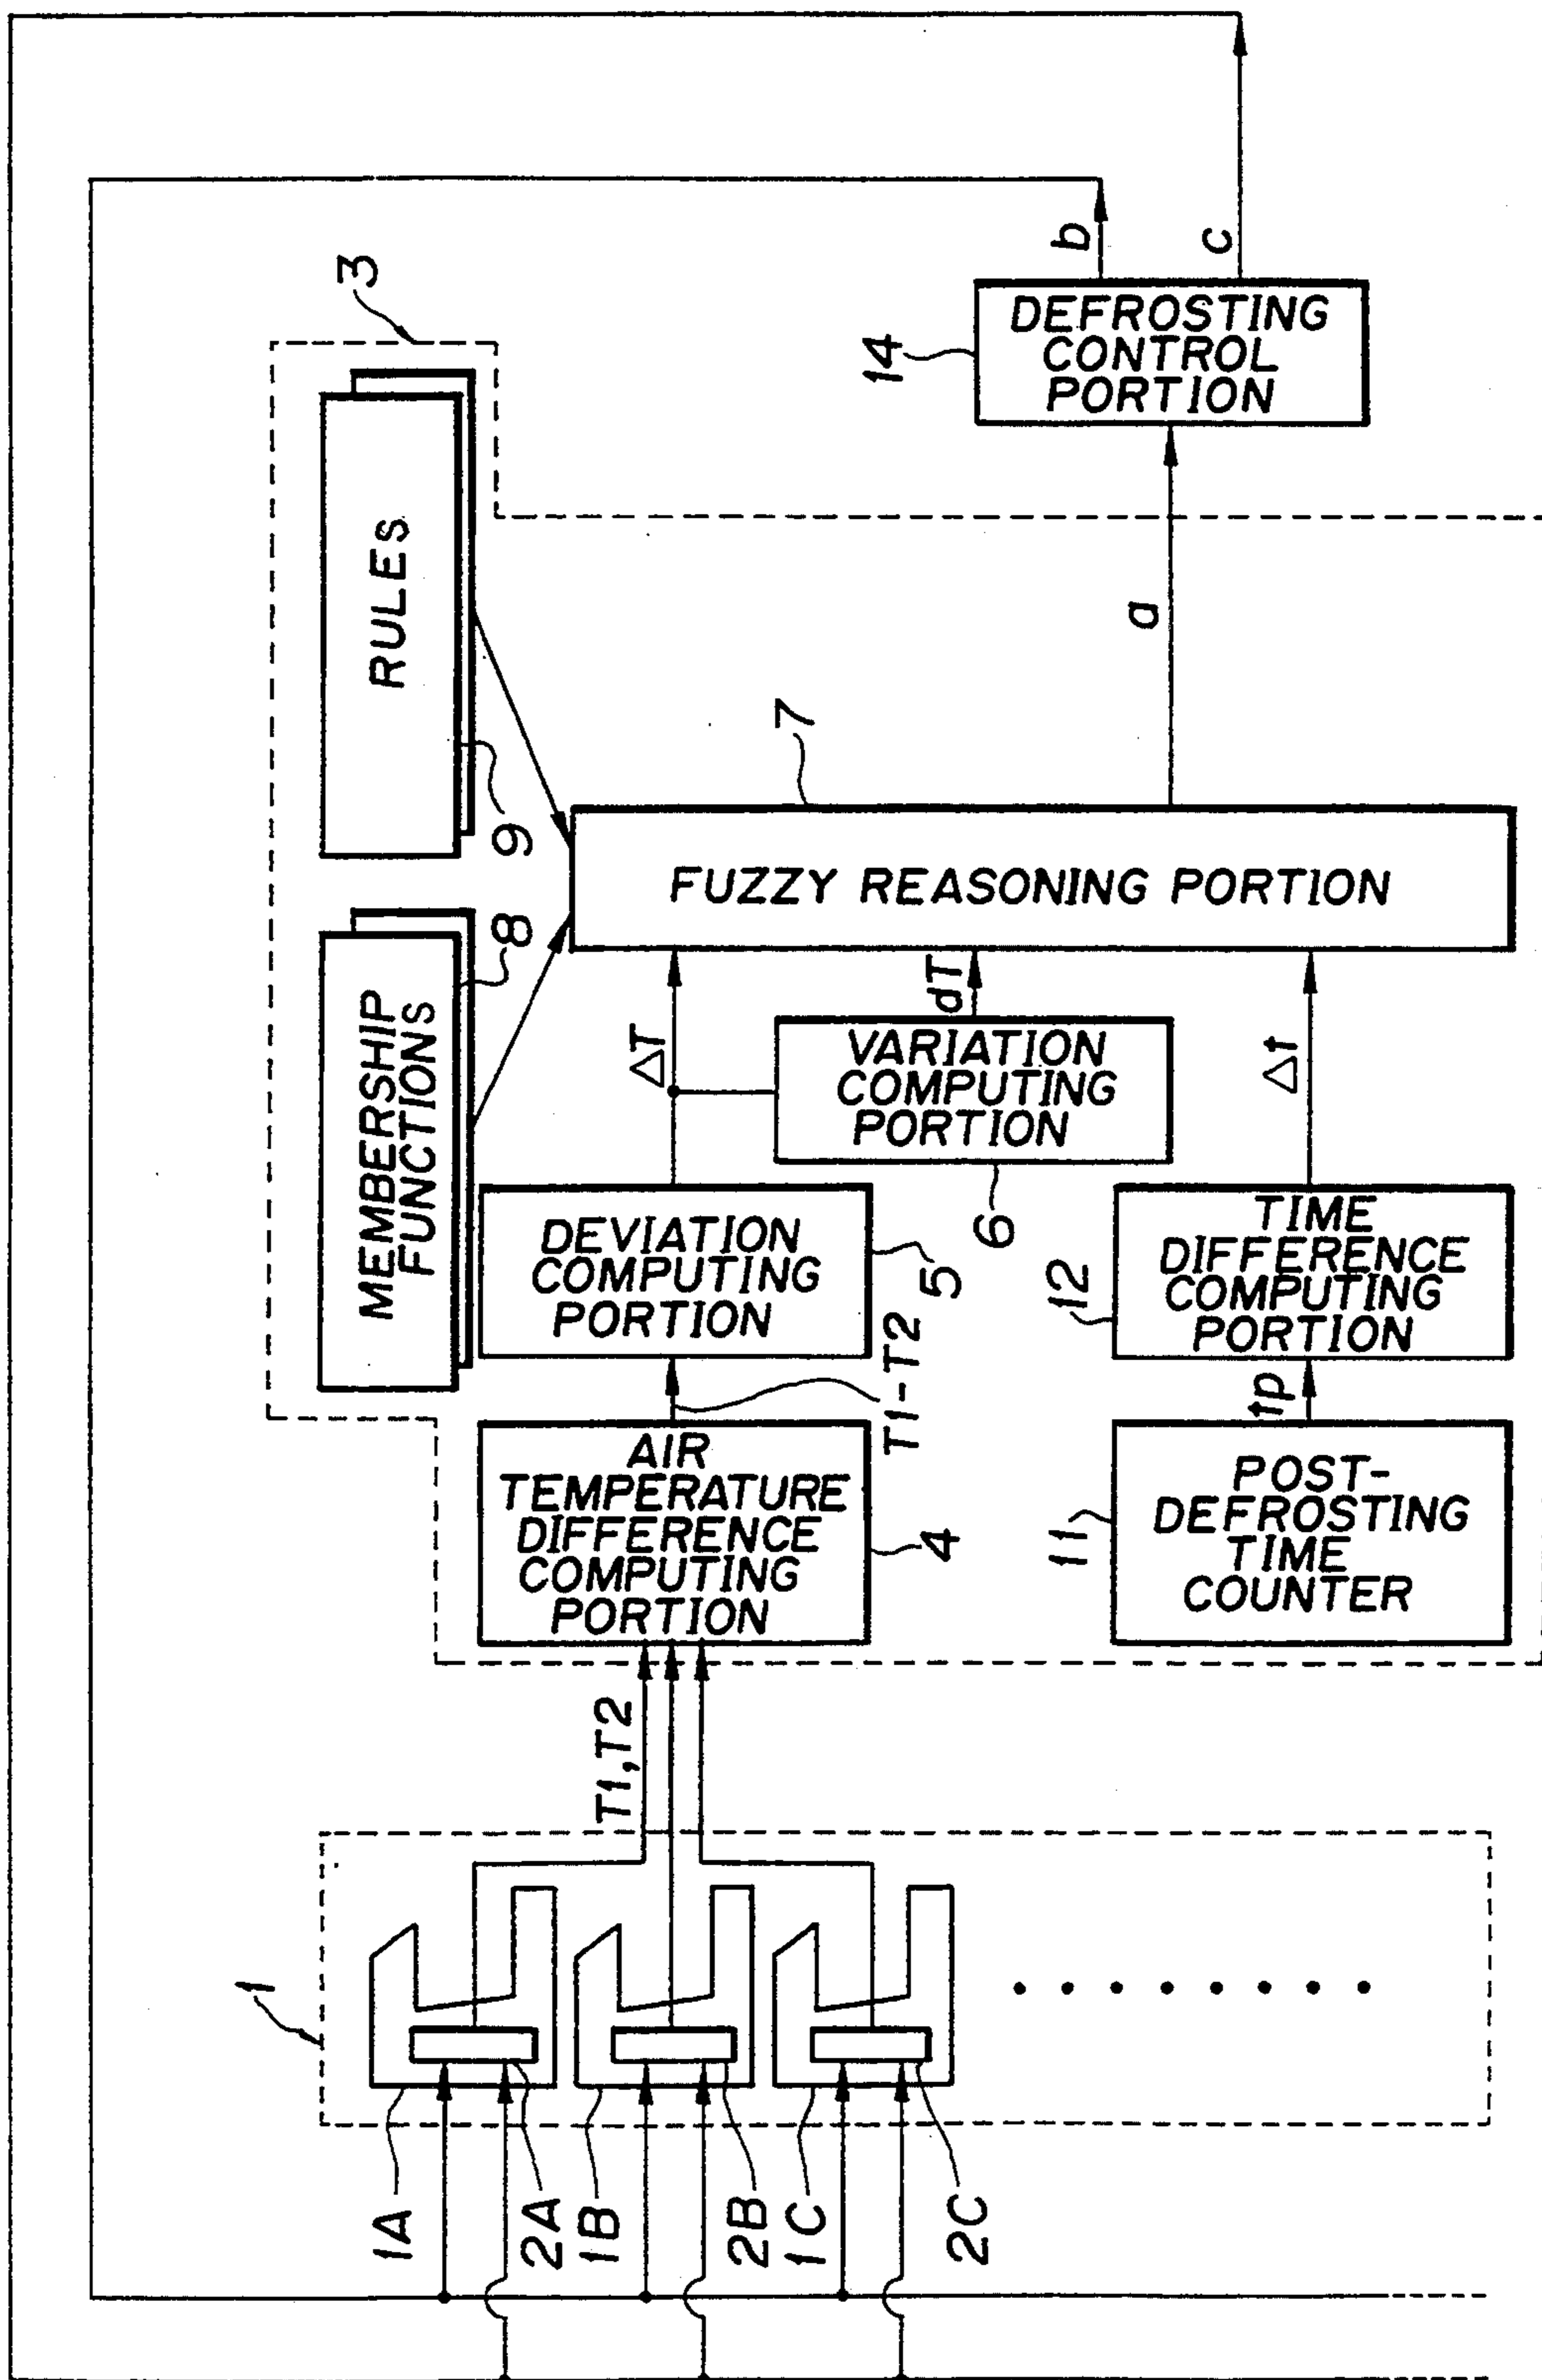 3
RULES
9
MEMBERSHIP
FUNCTIONS
8
1
1A
2A
1B
2B
1C
2C
T1,T2
AIR
TEMPERATURE
DIFFERENCE
COMPUTING
PORTION
4
T1-T2
DEVIATION
COMPUTING
PORTION
5
ΔT
VARIATION
COMPUTING
PORTION
6
dT
FUZZY REASONING PORTION
7
POST-
DEFROSTING
TIME
COUNTER
11
tp
TIME
DIFFERENCE
COMPUTING
PORTION
12
Δt
a
DEFROSTING
CONTROL
PORTION
14
b
c